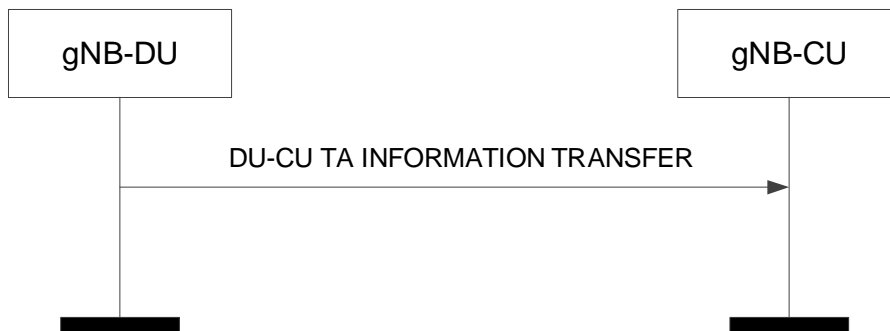 gNB-DU
gNB-CU
DU-CU TA INFORMATION TRANSFER